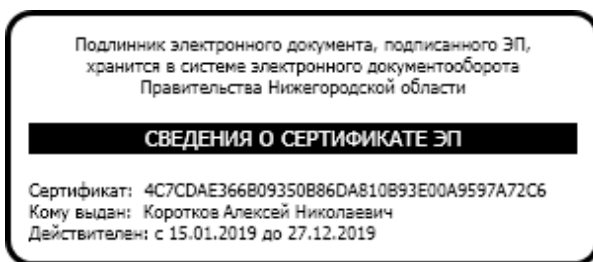 Подлинник электронного документа, подписанного ЭП,
хранится в системе электронного документооборота
Правительства Нижегородской области
СВЕДЕНИЯ О СЕРТИФИКАТЕ ЭП
Сертификат: 4C7CDAE366B09350B86DA810B93E00A9597A72C6
Кому выдан: Коротков Алексей Николаевич
Действителен: с 15.01.2019 до 27.12.2019